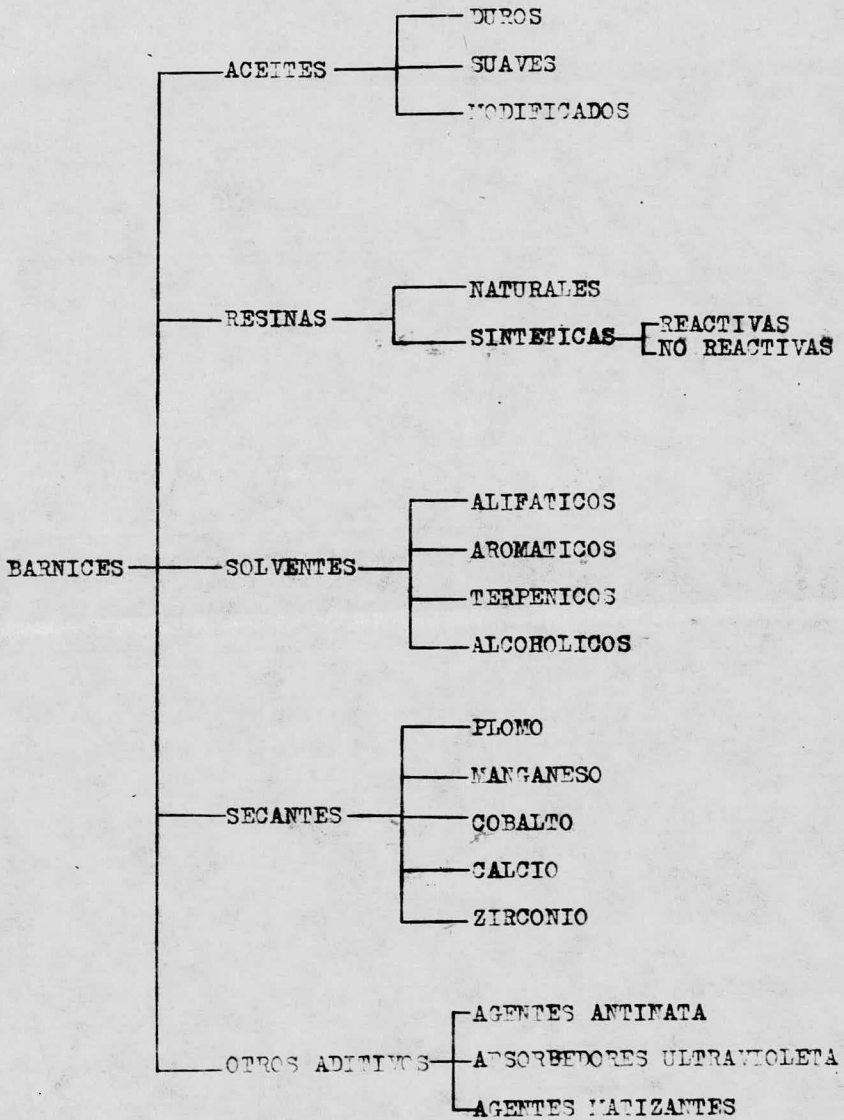 DUROS
ACEITES
SUAVES
MODIFICADOS
NATURALES
RESINAS
SINTETICAS
REACTIVAS
NO REACTIVAS
ALIFATICOS
AROMATICOS
BARNICES
SOLVENTES
TERPENICOS
ALCOHOLICOS
PLOMO
MANGANESO
SECANTES
COBALTO
CALCIO
ZIRCONIO
AGENTES ANTINATA
OTROS ADITIVOS
ABSORBEDORES ULTRAVIOLETA
AGENTES MATIZANTES